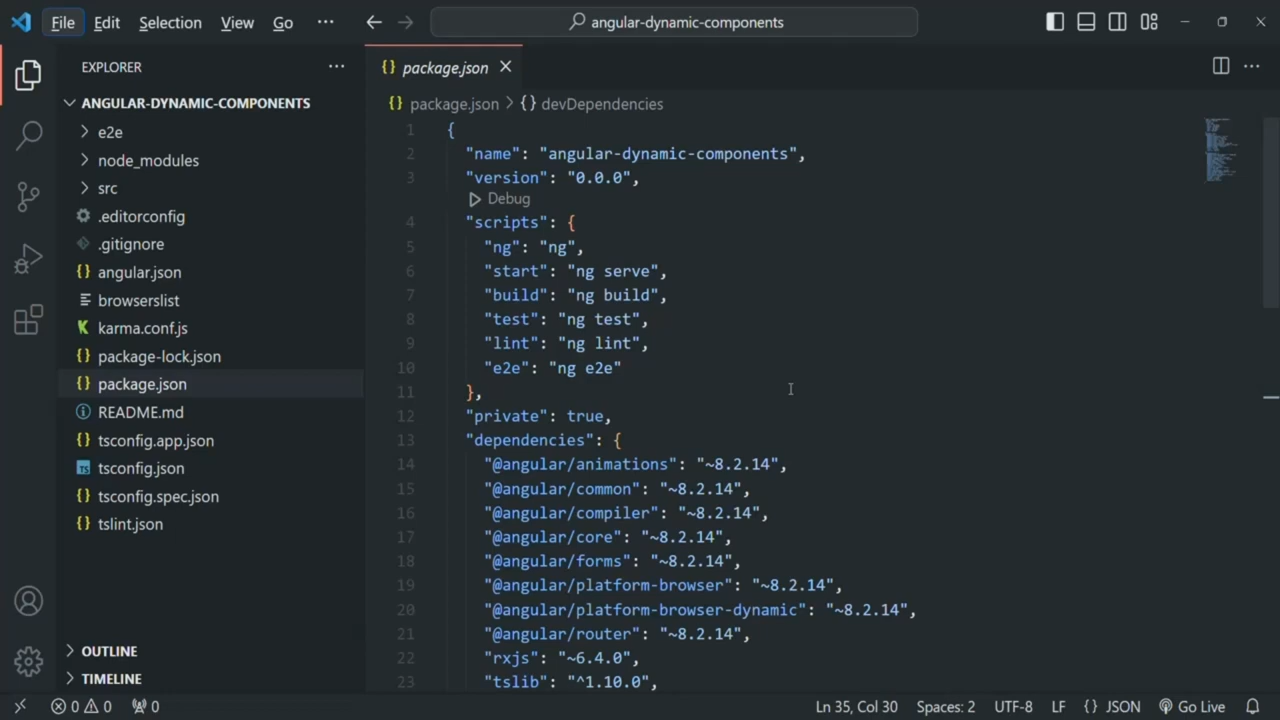 File Edit Selection View Go ··· angular-dynamic-components
EXPLORER ···
ANGULAR-DYNAMIC-COMPONENTS
e2e
node_modules
src
.editorconfig
.gitignore
angular.json
browserslist
karma.conf.js
package-lock.json
package.json
README.md
tsconfig.app.json
tsconfig.json
tsconfig.spec.json
tslint.json
OUTLINE
TIMELINE
{} package.json ×
{} package.json > {} devDependencies
1 {
2 "name": "angular-dynamic-components",
3 "version": "0.0.0",
Debug
4 "scripts": {
5 "ng": "ng",
6 "start": "ng serve",
7 "build": "ng build",
8 "test": "ng test",
9 "lint": "ng lint",
10 "e2e": "ng e2e"
11 },
12 "private": true,
13 "dependencies": {
14 "@angular/animations": "~8.2.14",
15 "@angular/common": "~8.2.14",
16 "@angular/compiler": "~8.2.14",
17 "@angular/core": "~8.2.14",
18 "@angular/forms": "~8.2.14",
19 "@angular/platform-browser": "~8.2.14",
20 "@angular/platform-browser-dynamic": "~8.2.14",
21 "@angular/router": "~8.2.14",
22 "rxjs": "~6.4.0",
23 "tslib": "^1.10.0",
0 0 0 Ln 35, Col 30 Spaces: 2 UTF-8 LF {} JSON Go Live